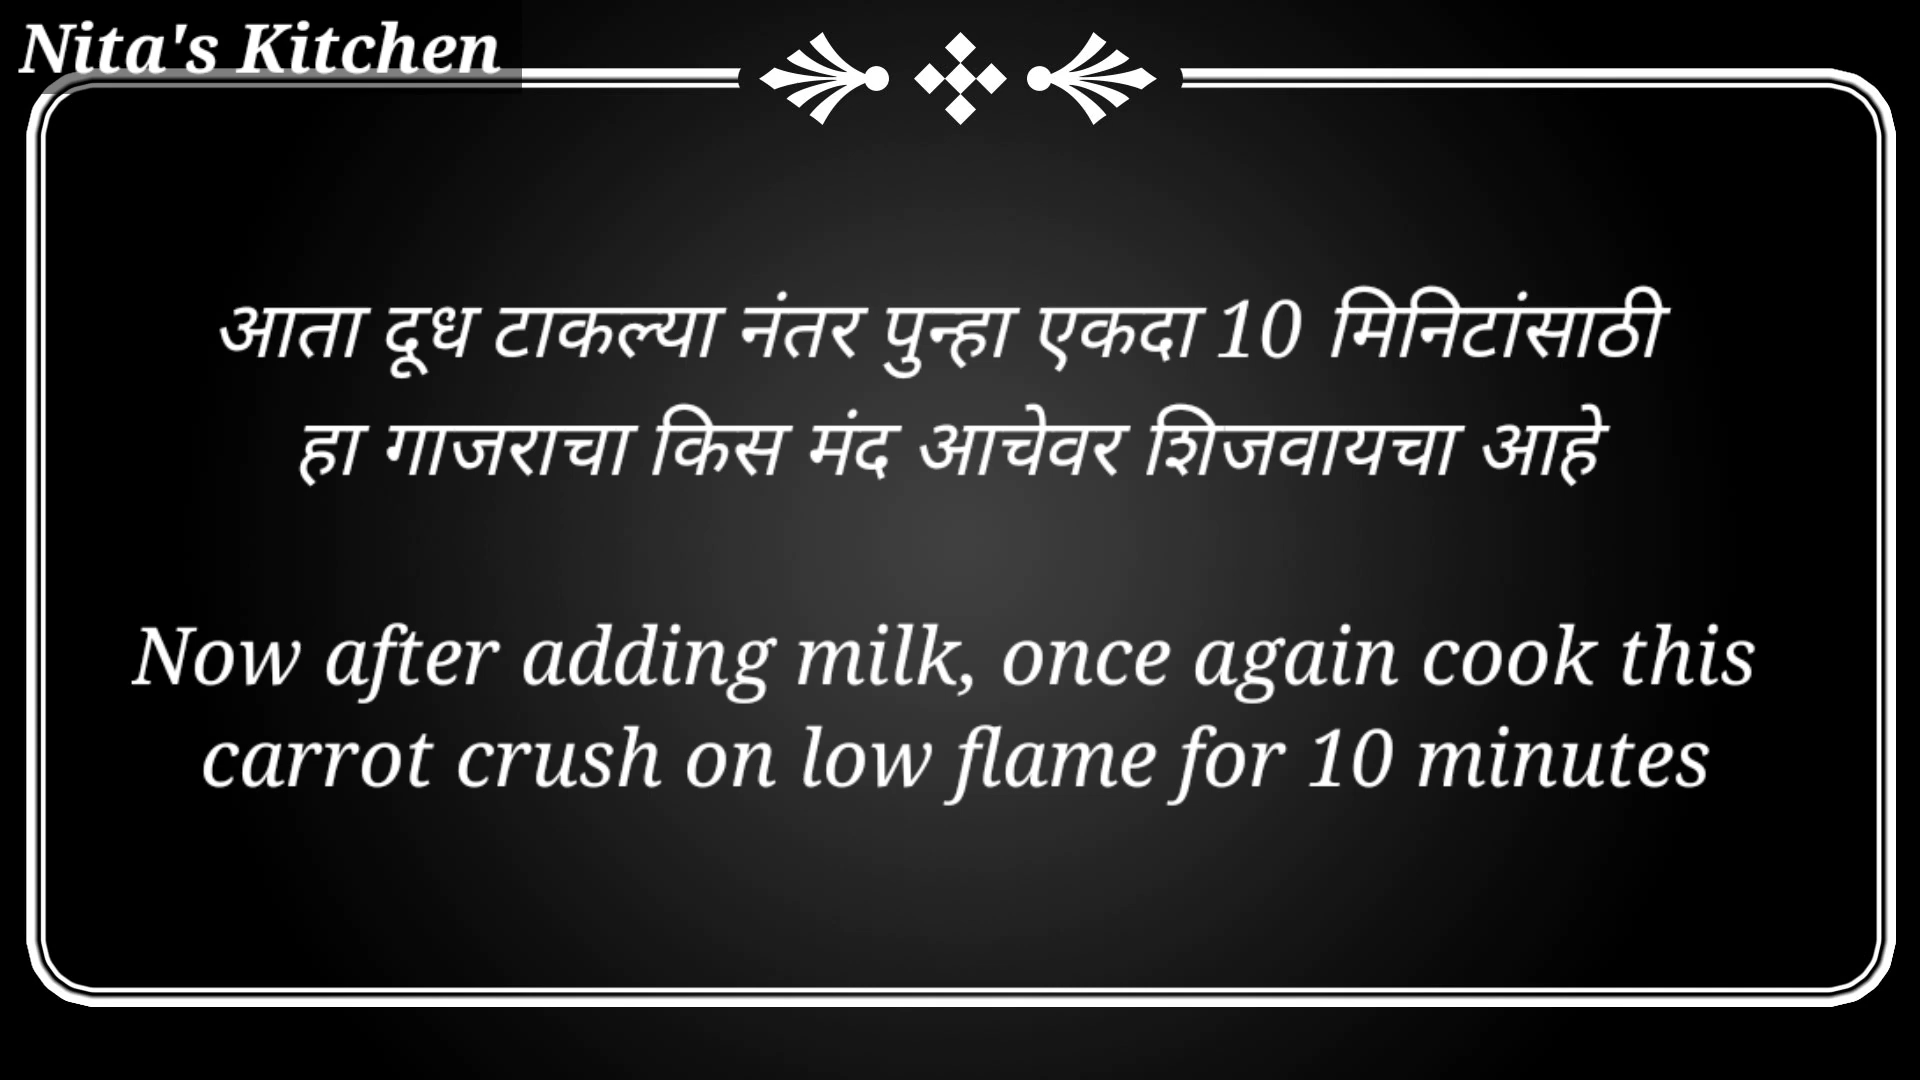 Nita's Kitchen
आता दूध टाकल्या नंतर पुन्हा एकदा 10 मिनिटांसाठी
हा गाजराचा किस मंद आचेवर शिजवायचा आहे
Now after adding milk, once again cook this
carrot crush on low flame for 10 minutes